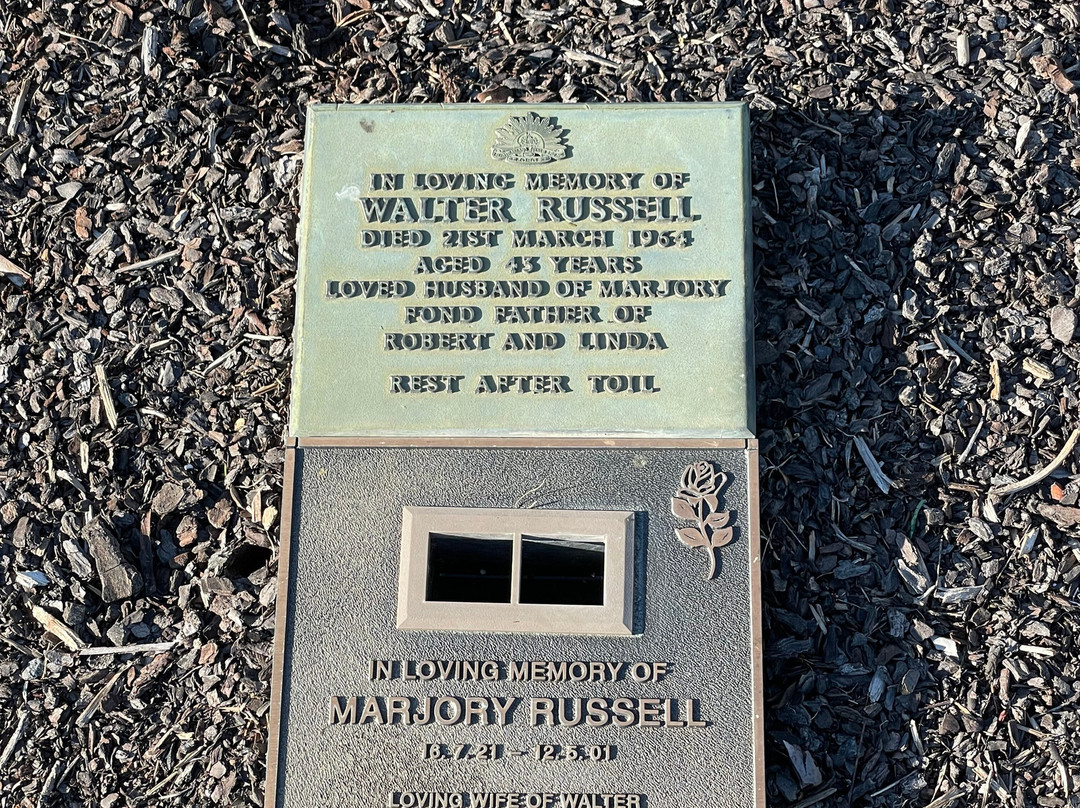 IN LOVING MEMORY OF
WALTER RUSSELL
DIED 21ST MARCH 1964
AGED 43 YEARS
LOVED HUSBAND OF MARJORY
FOND FATHER OF
ROBERT AND LINDA
REST AFTER TOIL
IN LOVING MEMORY OF
MARJORY RUSSELL
16.7.21 - 12.5.01
LOVING WIFE OF WALTER